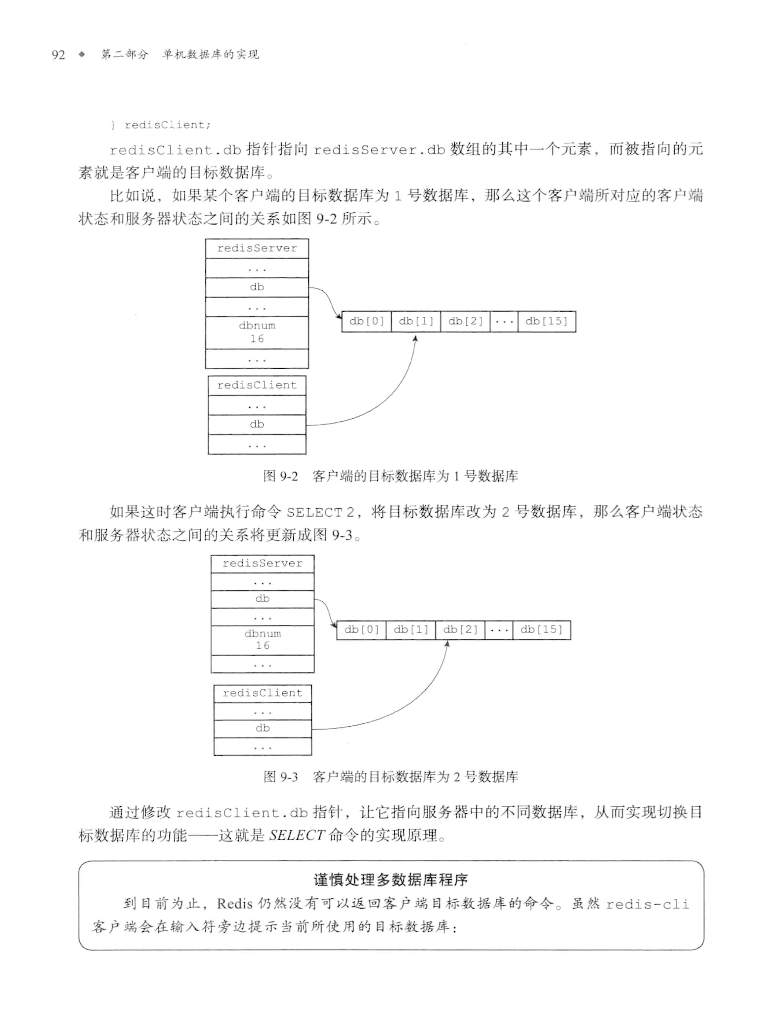 92 ◆ 第二部分 单机数据库的实现
} redisClient;
redisClient.db 指针指向 redisServer.db 数组的其中一个元素，而被指向的元
素就是客户端的目标数据库。
比如说，如果某个客户端的目标数据库为 1 号数据库，那么这个客户端所对应的客户端
状态和服务器状态之间的关系如图 9-2 所示。
redisServer
...
db
...
dbnum
16
...
db[0] db[1] db[2] ... db[15]
redisClient
...
db
...
图 9-2 客户端的目标数据库为 1 号数据库
如果这时客户端执行命令 SELECT 2，将目标数据库改为 2 号数据库，那么客户端状态
和服务器状态之间的关系将更新成图 9-3。
redisServer
...
db
...
dbnum
16
...
db[0] db[1] db[2] ... db[15]
redisClient
...
db
...
图 9-3 客户端的目标数据库为 2 号数据库
通过修改 redisClient.db 指针，让它指向服务器中的不同数据库，从而实现切换目
标数据库的功能——这就是 SELECT 命令的实现原理。
谨慎处理多数据库程序
到目前为止，Redis 仍然没有可以返回客户端目标数据库的命令。虽然 redis-cli
客户端会在输入符旁边提示当前所使用的目标数据库：